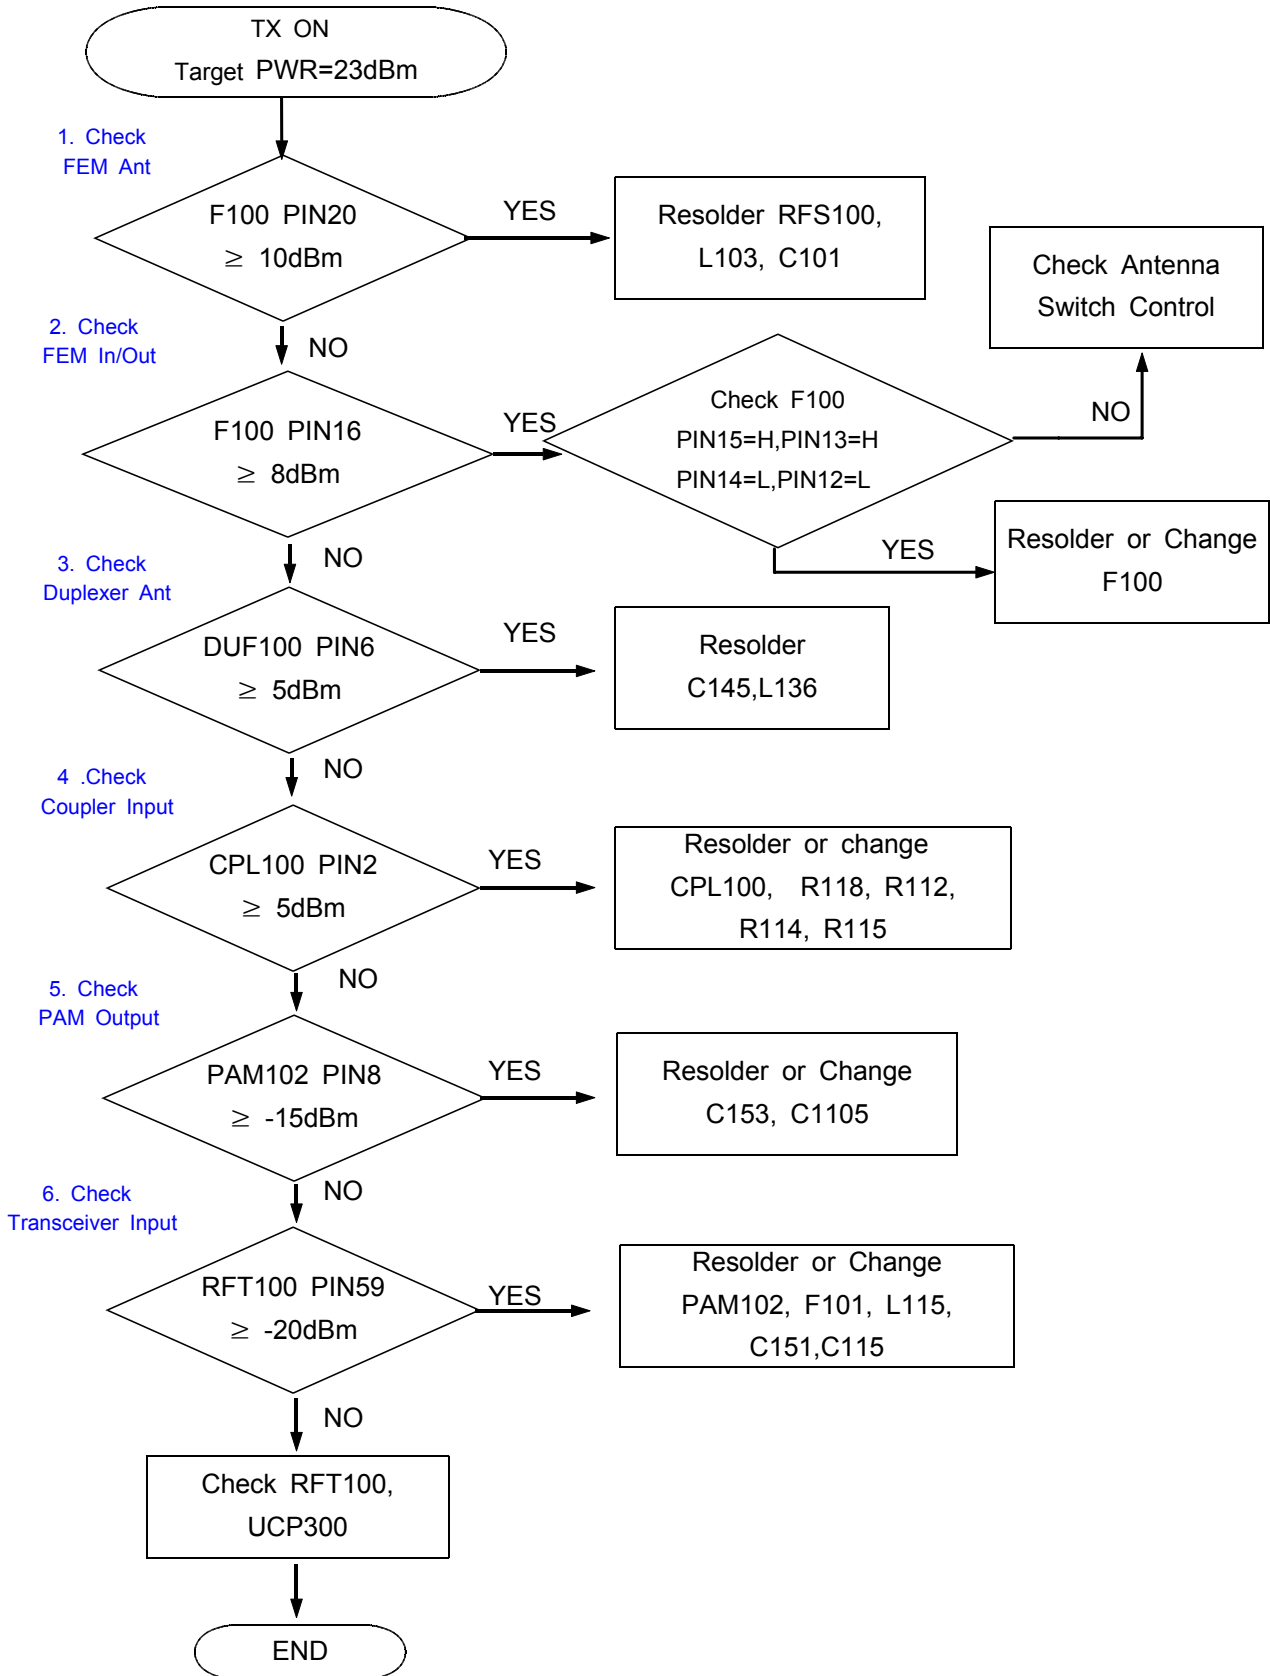 TX ON
Target PWR=23dBm
1. Check
FEM Ant
F100 PIN20
≥ 10dBm
YES
Resolder RFS100,
L103, C101
NO
2. Check
FEM In/Out
F100 PIN16
≥ 8dBm
YES
Check F100
PIN15=H,PIN13=H
PIN14=L,PIN12=L
NO
Check Antenna
Switch Control
YES
Resolder or Change
F100
NO
3. Check
Duplexer Ant
DUF100 PIN6
≥ 5dBm
YES
Resolder
C145,L136
NO
4 .Check
Coupler Input
CPL100 PIN2
≥ 5dBm
YES
Resolder or change
CPL100, R118, R112,
R114, R115
NO
5. Check
PAM Output
PAM102 PIN8
≥ -15dBm
YES
Resolder or Change
C153, C1105
NO
6. Check
Transceiver Input
RFT100 PIN59
≥ -20dBm
YES
Resolder or Change
PAM102, F101, L115,
C151,C115
NO
Check RFT100,
UCP300
END